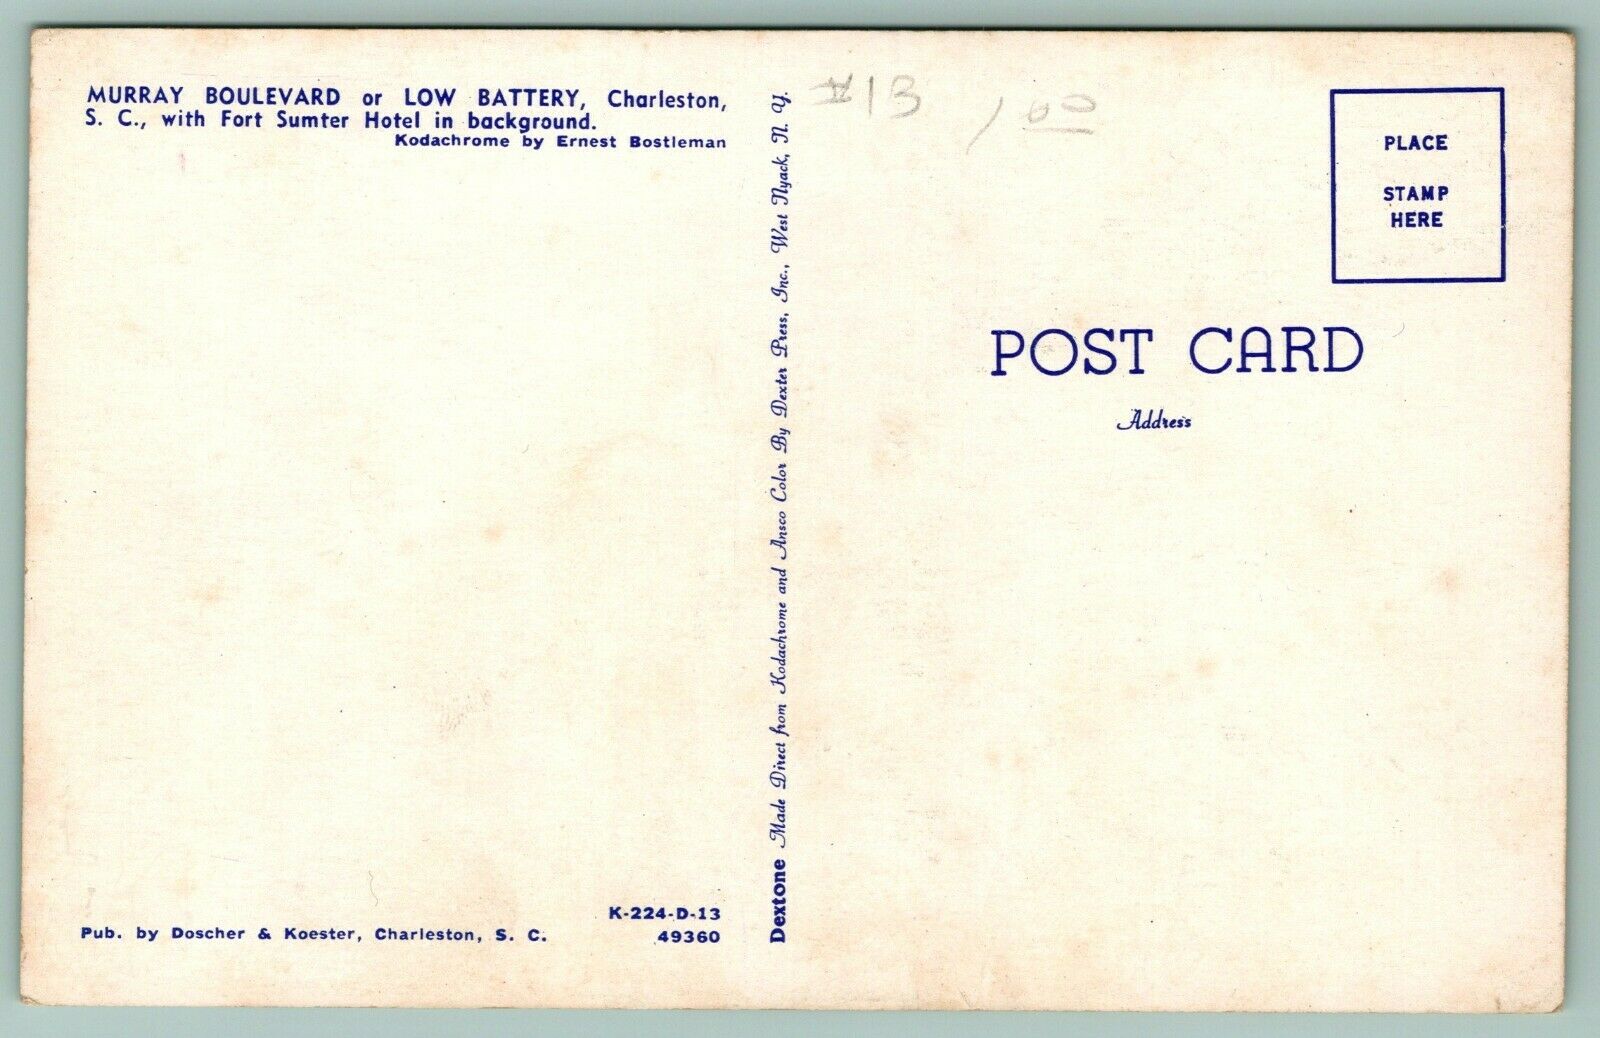 MURRAY BOULEVARD or LOW BATTERY, Charleston,
S. C., with Fort Sumter Hotel in background.
Kodachrome by Ernest Bostleman
K-224-D-13
Pub. by Doscher & Koester, Charleston, S. C.
49360
Dextone Made Direct from Kodachrome and Ansco Color By Dexter Press, Inc., West Nyack, N. Y.
#13 1 00
PLACE
STAMP
HERE
POST CARD
Address